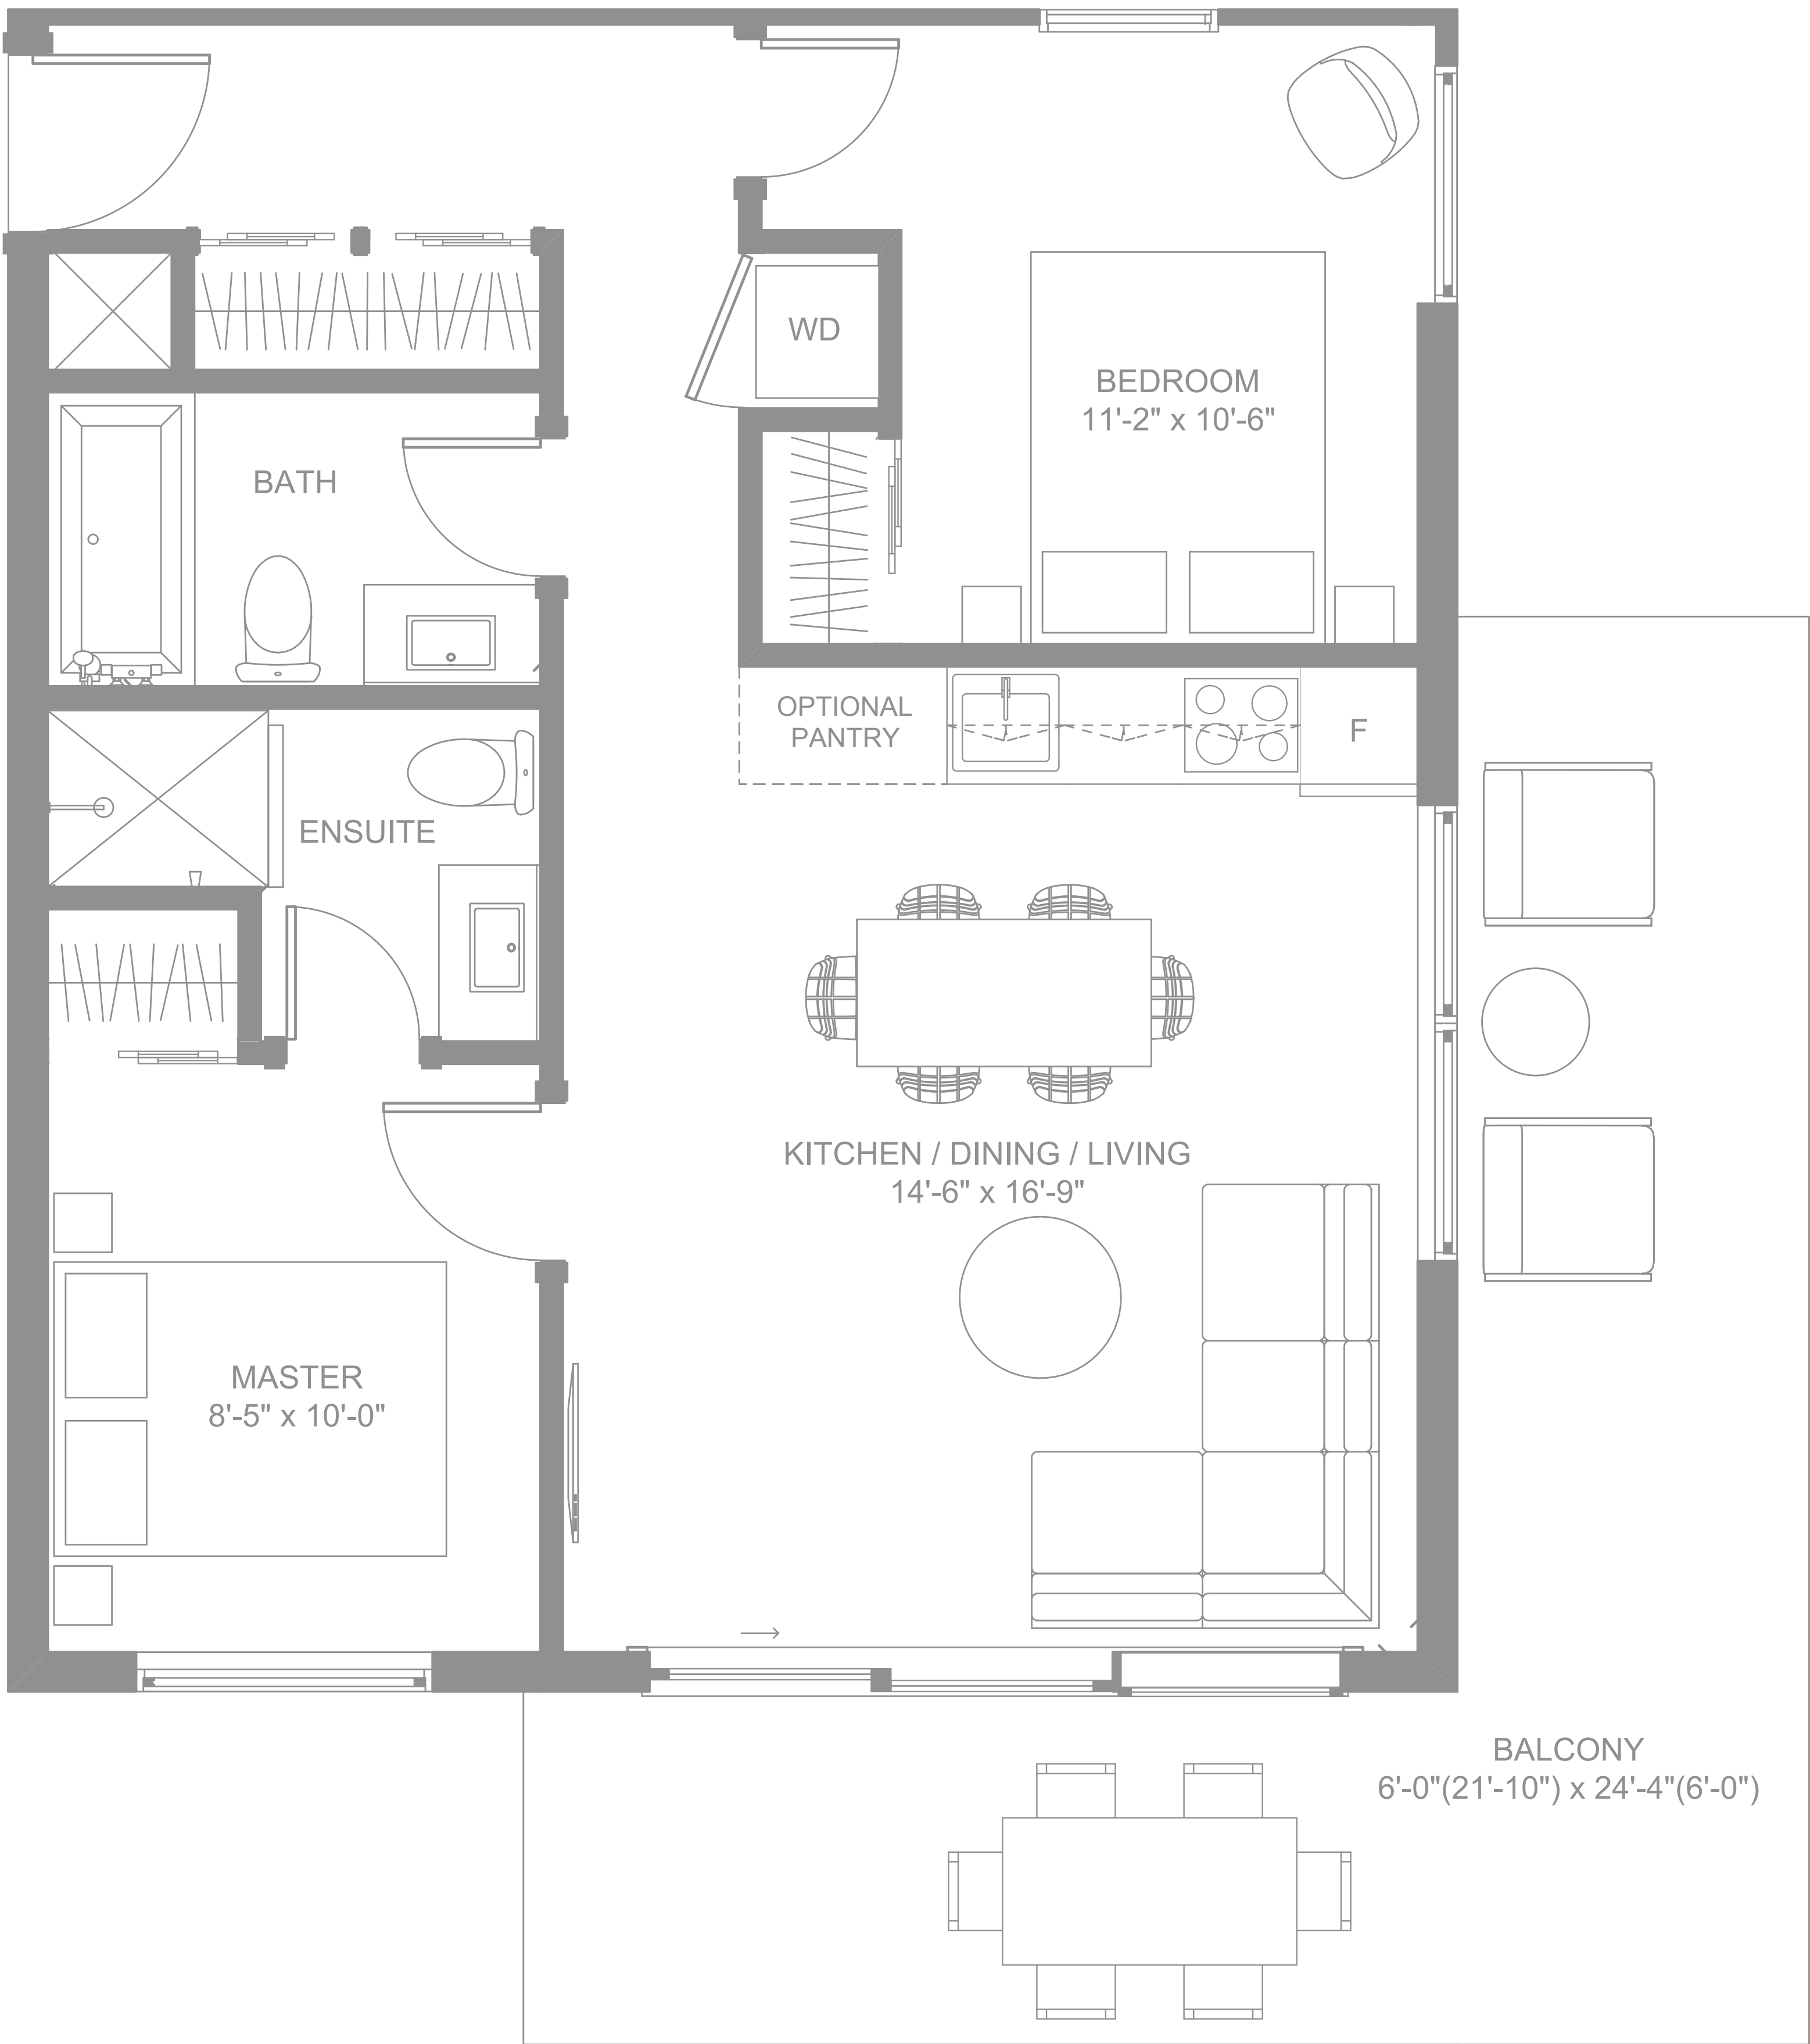 WD
BEDROOM
11'-2" x 10'-6"
BATH
OPTIONAL
PANTRY
F
ENSUITE
KITCHEN / DINING / LIVING
14'-6" x 16'-9"
MASTER
8'-5" x 10'-0"
BALCONY
6'-0"(21'-10") x 24'-4"(6'-0")